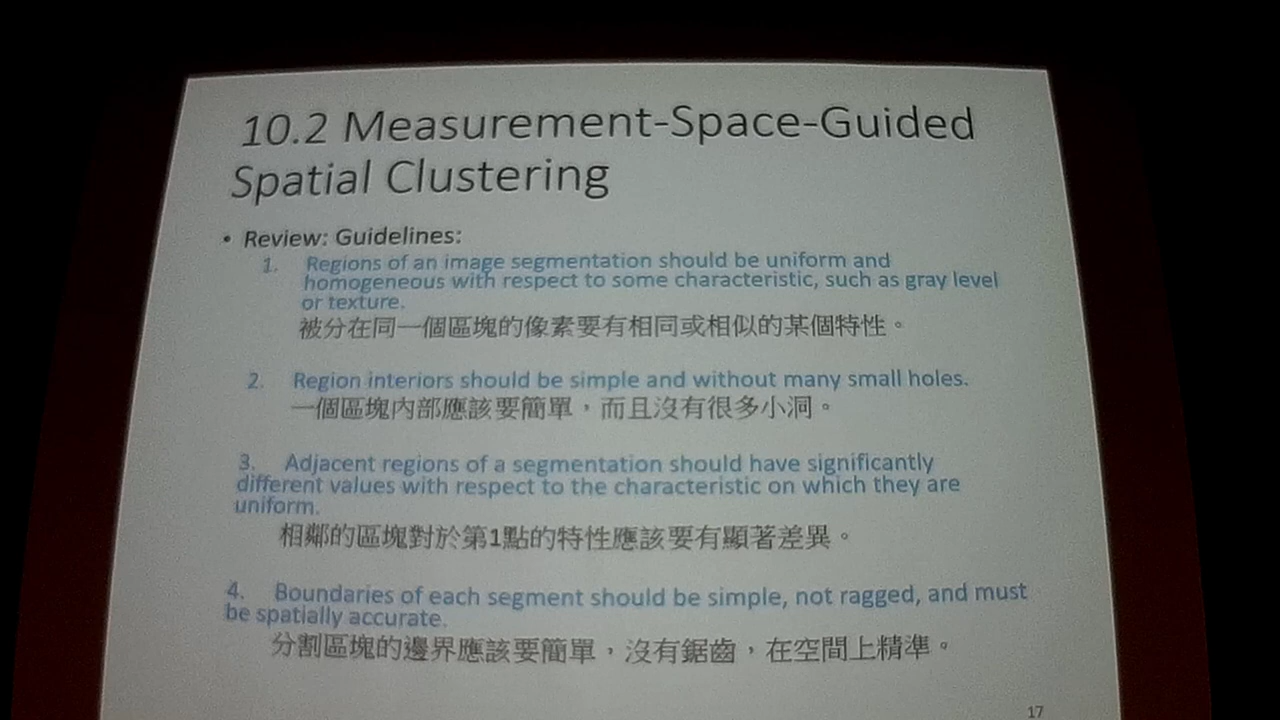 10.2 Measurement-Space-Guided
Spatial Clustering
• Review: Guidelines:
1. Regions of an image segmentation should be uniform and
homogeneous with respect to some characteristic, such as gray level
or texture.
被分在同一個區塊的像素要有相同或相似的某個特性。
2. Region interiors should be simple and without many small holes.
一個區塊內部應該要簡單，而且沒有很多小洞。
3. Adjacent regions of a segmentation should have significantly
different values with respect to the characteristic on which they are
uniform.
相鄰的區塊對於第1點的特性應該要有顯著差異。
4. Boundaries of each segment should be simple, not ragged, and must
be spatially accurate.
分割區塊的邊界應該要簡單，沒有鋸齒，在空間上精準。
17